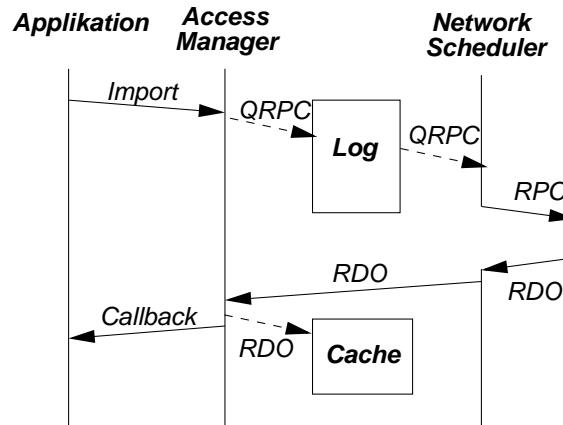 Applikation
Access
Manager
Network
Scheduler
Import
QRPC
Log
QRPC
RPC
RDO
RDO
Callback
RDO
Cache